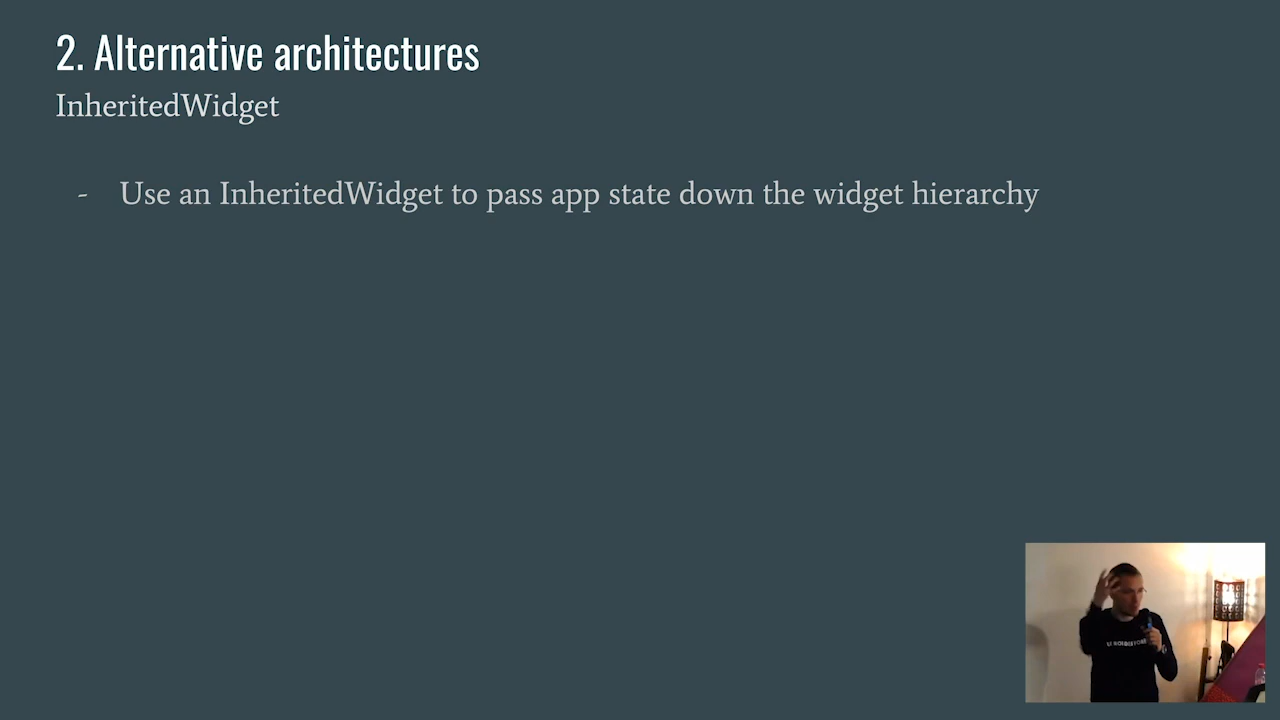 2. Alternative architectures
InheritedWidget
- Use an InheritedWidget to pass app state down the widget hierarchy